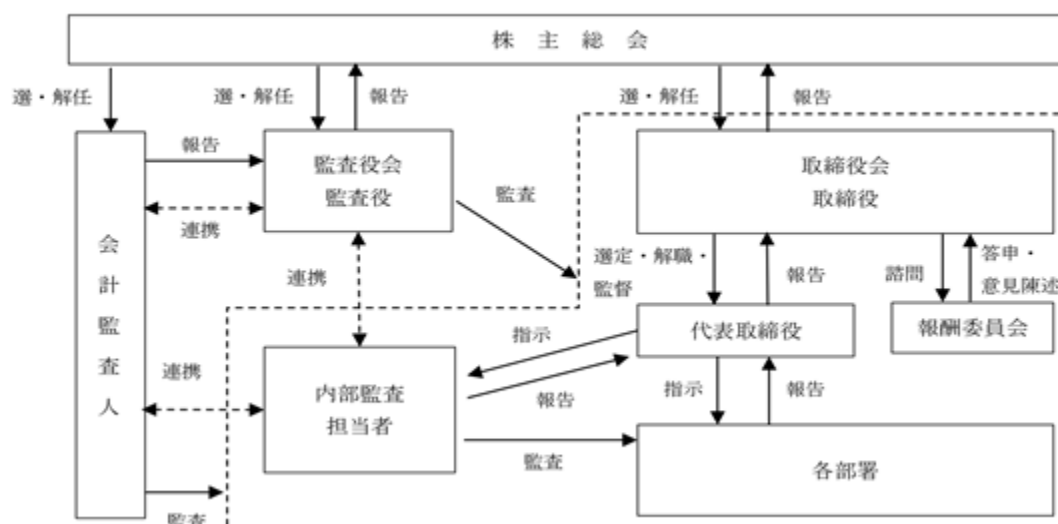 株主総会
選・解任
選・解任
報告
選・解任
報告
報告
監査役会
監査役
取締役会
取締役
監査
連携
会計監査人
連携
選定・解職・
監督
報告
諮問
答申・
意見陳述
代表取締役
報酬委員会
指示
連携
内部監査
担当者
報告
指示
報告
監査
各部署
監査